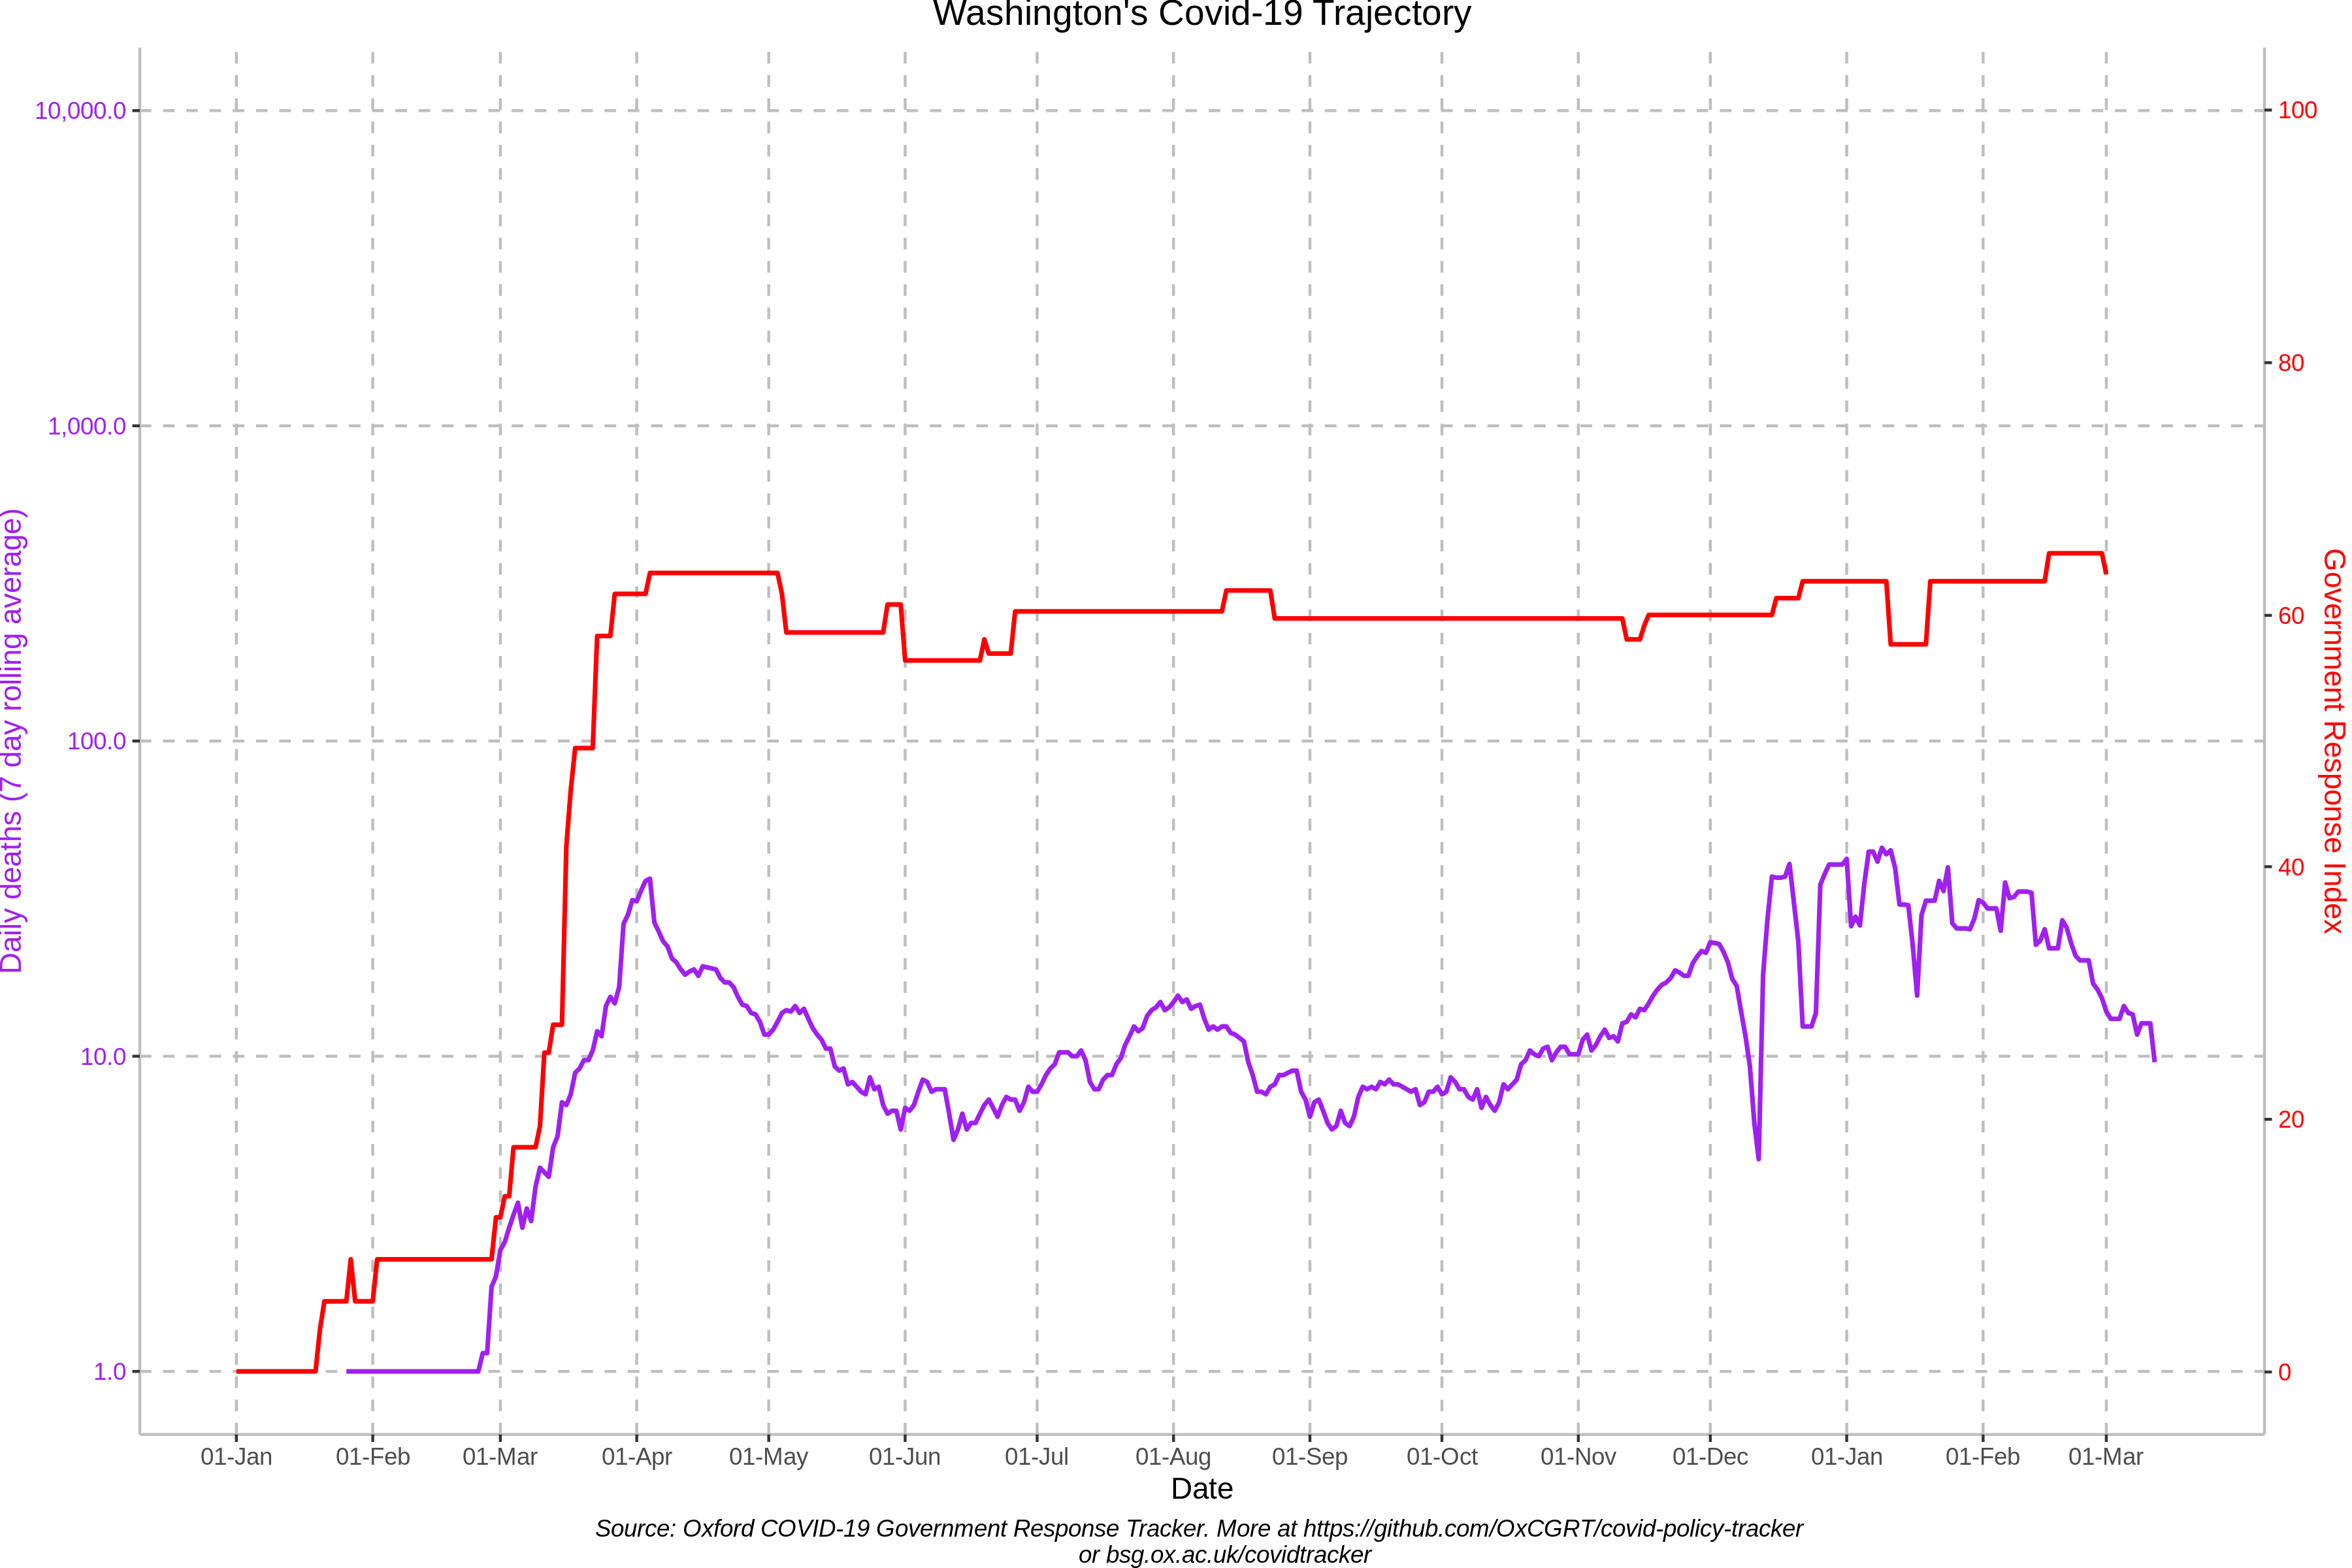 Washington's Covid-19 Trajectory
10,000.0
1,000.0
100.0
10.0
1.0
Daily deaths (7 day rolling average)
100
80
60
40
20
0
Government Response Index
01-Jan 01-Feb 01-Mar 01-Apr 01-May 01-Jun 01-Jul 01-Aug 01-Sep 01-Oct 01-Nov 01-Dec 01-Jan 01-Feb 01-Mar
Date
Source: Oxford COVID-19 Government Response Tracker. More at https://github.com/OxCGRT/covid-policy-tracker
or bsg.ox.ac.uk/covidtracker